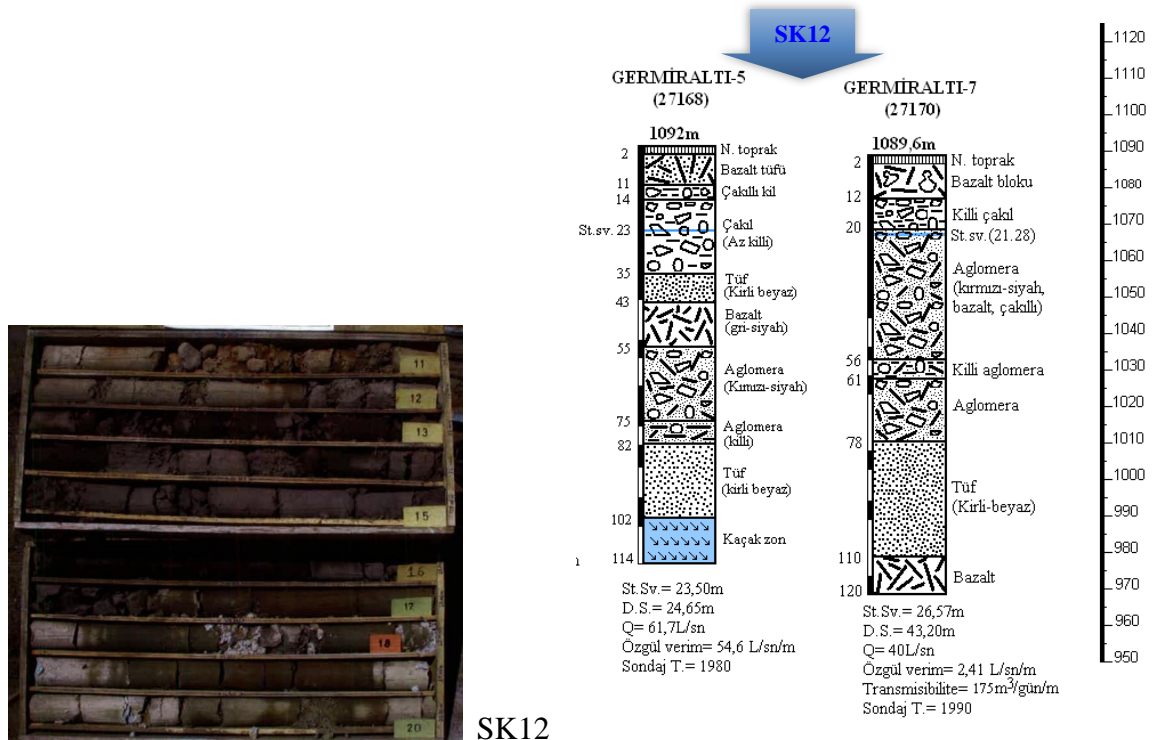 SK12
GERMİRALTI-5
(27168)
1092m
2
11
14
St.sv. 23
35
43
55
75
82
102
114
N. toprak
Bazalt tüfü
Çakıllı kil
Çakıl
(Az killi)
Tüf
(Kirli beyaz)
Bazalt
(gri-siyah)
Aglomera
(Kırmızı-siyah)
Aglomera
(killi)
Tüf
(kirli beyaz)
Kaçak zon
St.Sv.= 23,50m
D.S.= 24,65m
Q= 61,7L/sn
Özgül verim= 54,6 L/sn/m
Sondaj T.= 1980
GERMİRALTI-7
(27170)
1089,6m
2
12
20
56
61
78
110
120
N. toprak
Bazalt bloku
Killi çakıl
St.sv.(21.28)
Aglomera
(kırmızı-siyah,
bazalt, çakıllı)
Killi aglomera
Aglomera
Tüf
(Kirli-beyaz)
Bazalt
St.Sv.= 26,57m
D.S.= 43,20m
Q= 40L/sn
Özgül verim= 2,41 L/sn/m
Transmisibilite= 175m³/gün/m
Sondaj T.= 1990
1120
1110
1100
1090
1080
1070
1060
1050
1040
1030
1020
1010
1000
990
980
970
960
950
11
12
13
15
16
17
18
20
SK12